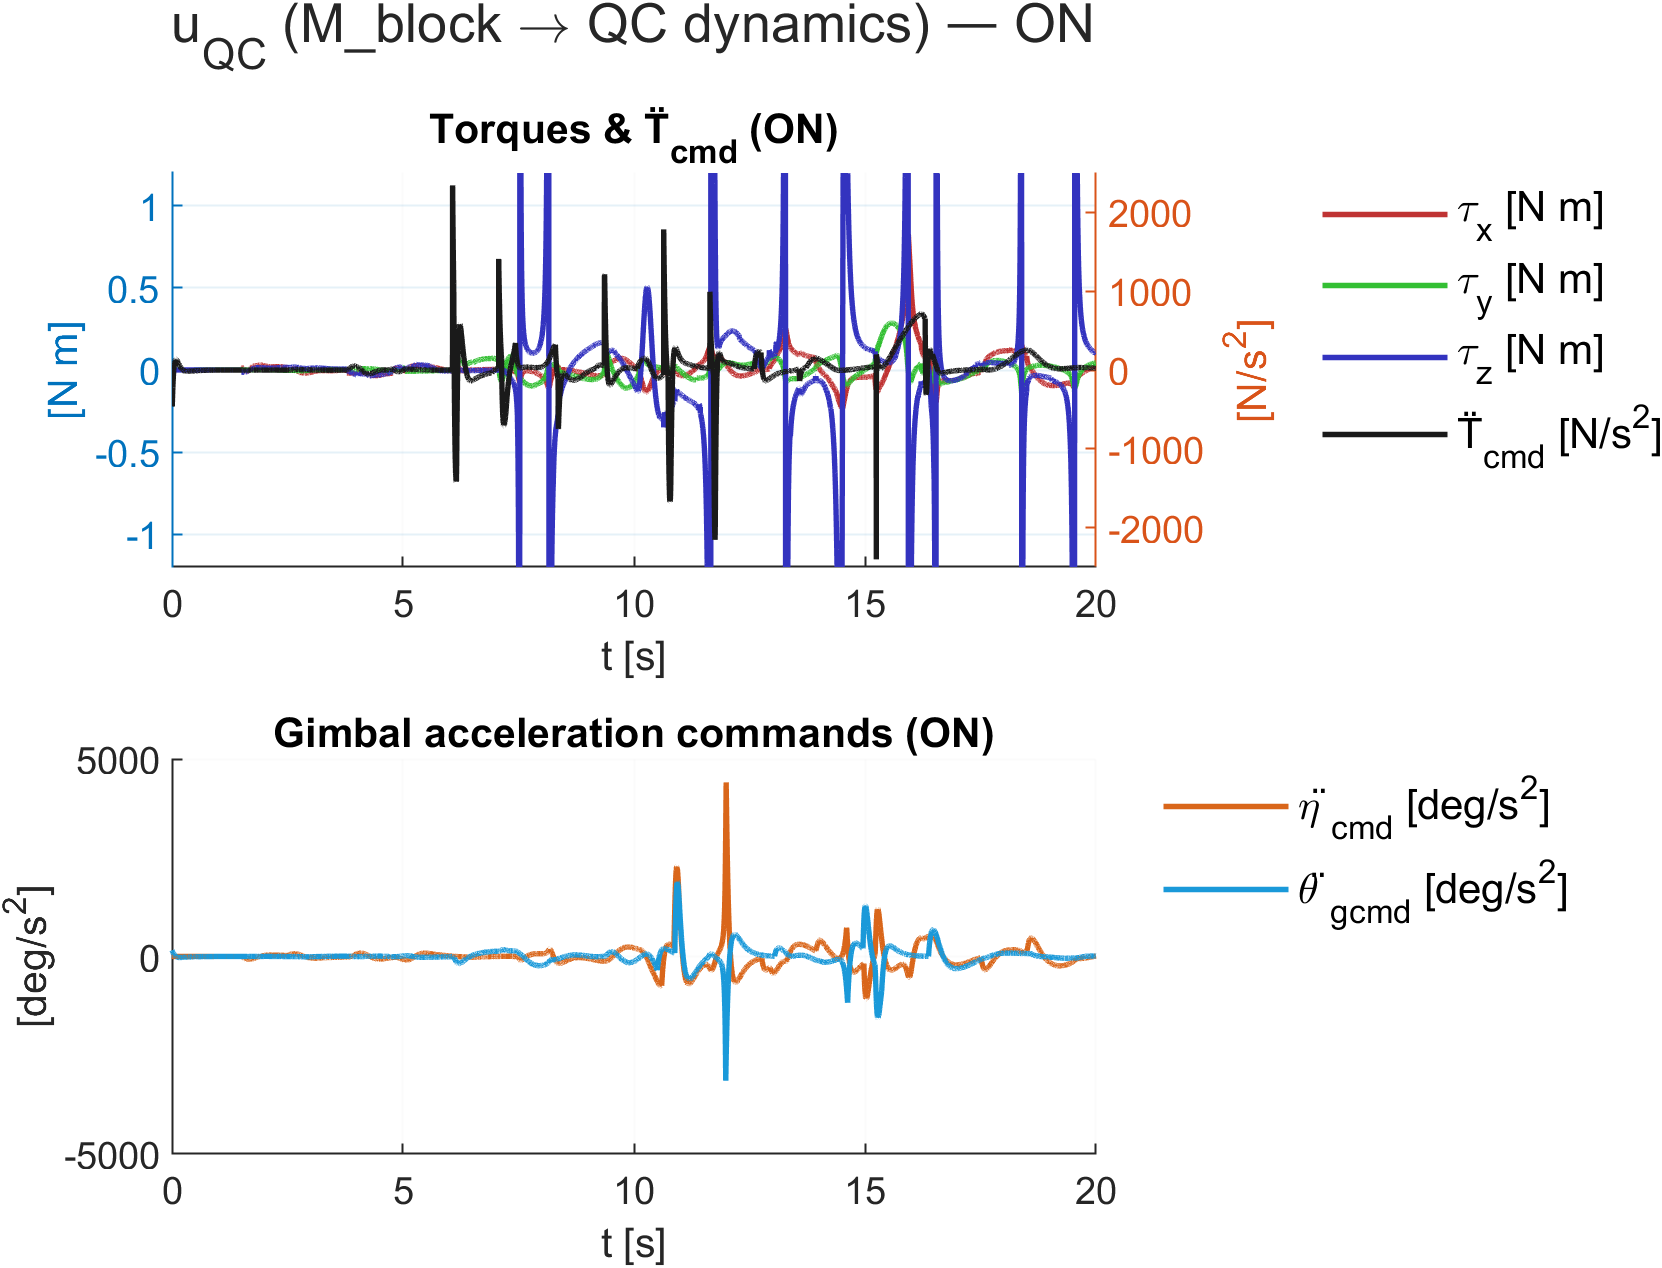 u_QC (M_block → QC dynamics) — ON
Torques & T̈_cmd (ON)
[N m]
1
0.5
0
-0.5
-1
2000
1000
0
-1000
-2000
[N/s²]
0 5 10 15 20
t [s]
τ_x [N m]
τ_y [N m]
τ_z [N m]
T̈_cmd [N/s²]
Gimbal acceleration commands (ON)
[deg/s²]
5000
0
-5000
0 5 10 15 20
t [s]
η̈_cmd [deg/s²]
θ̈_gcmd [deg/s²]